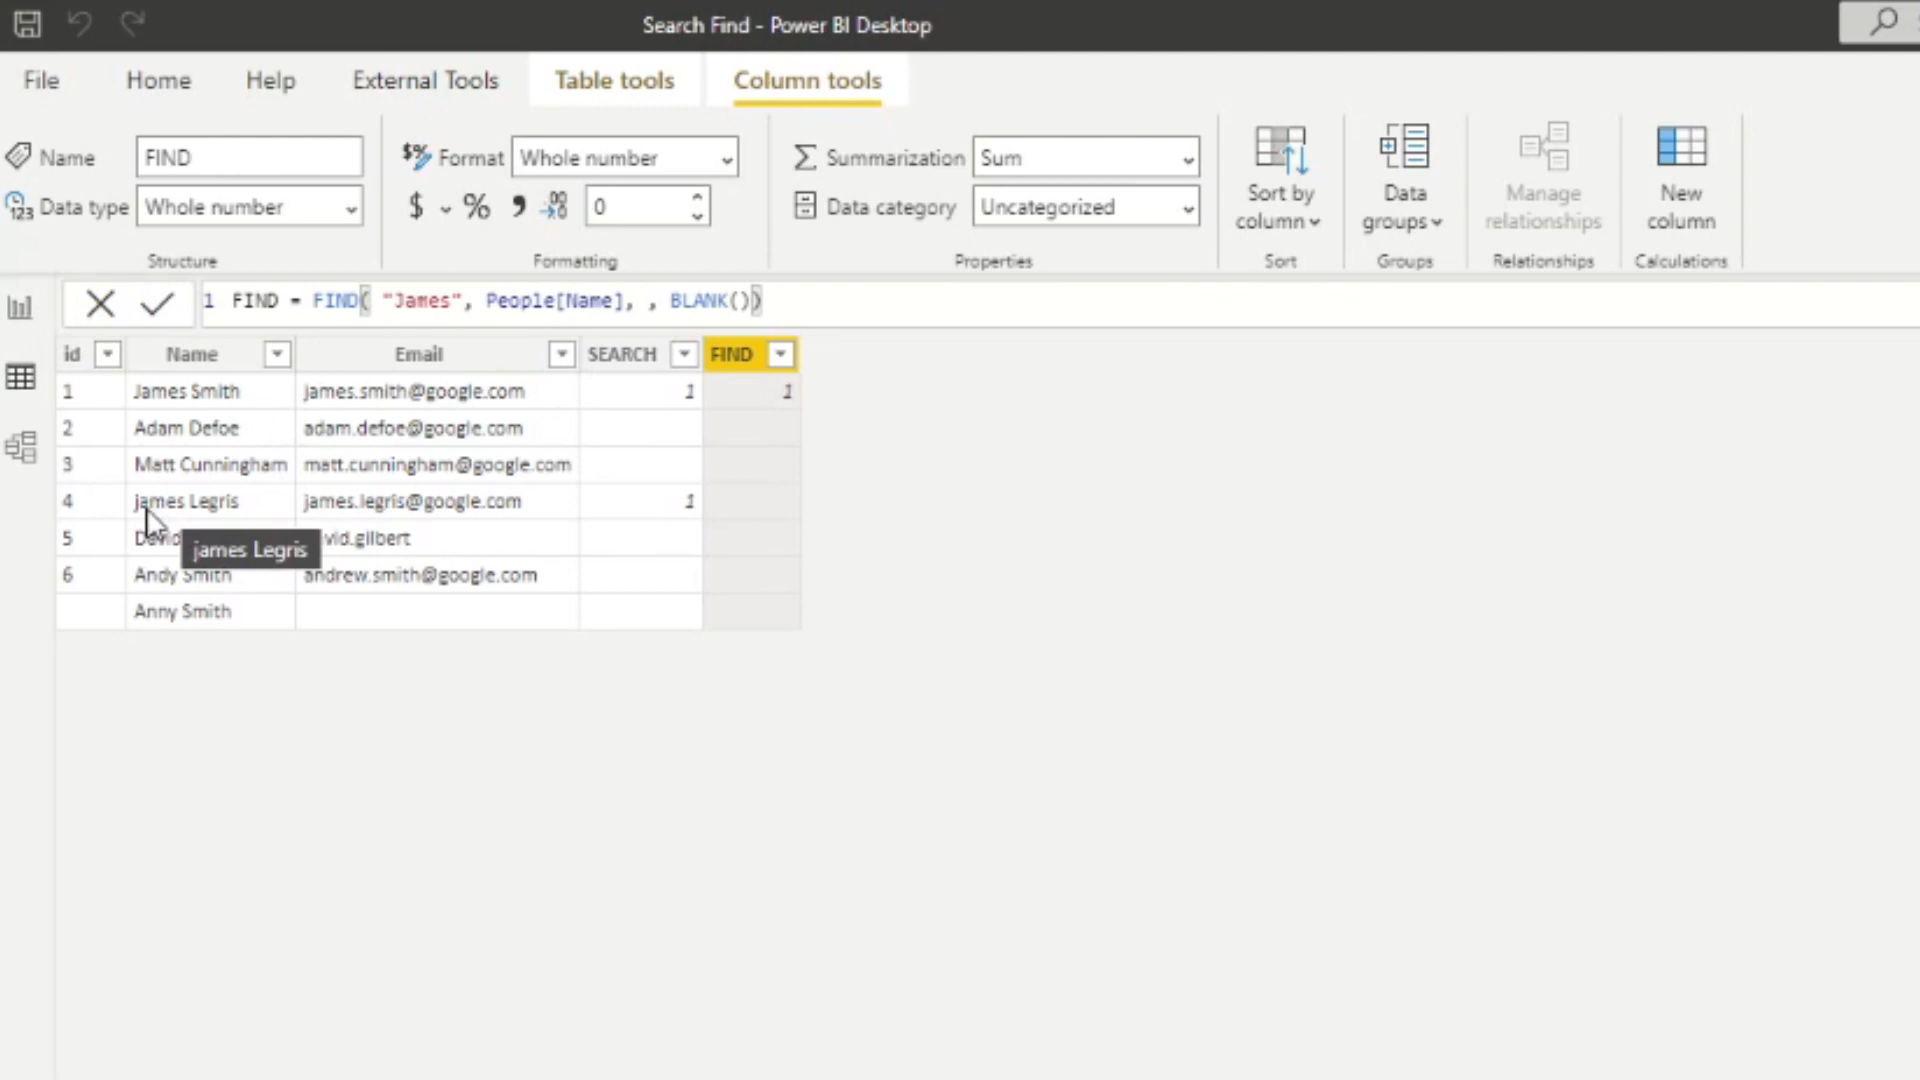 Search Find - Power BI Desktop
File Home Help External Tools Table tools Column tools
Name FIND $% Format Whole number Summarization Sum
Data type Whole number $ % 0 Data category Uncategorized
Sort by column
Data groups
Manage relationships
New column
Structure Formatting Properties Sort Groups Relationships Calculations
1 FIND = FIND( "James", People[Name], , BLANK())
id Name Email SEARCH FIND
1 James Smith james.smith@google.com 1 1
2 Adam Defoe adam.defoe@google.com
3 Matt Cunningham matt.cunningham@google.com
4 james Legris james.legris@google.com 1
5 David vid.gilbert
james Legris
6 Andy Smith andrew.smith@google.com
Anny Smith